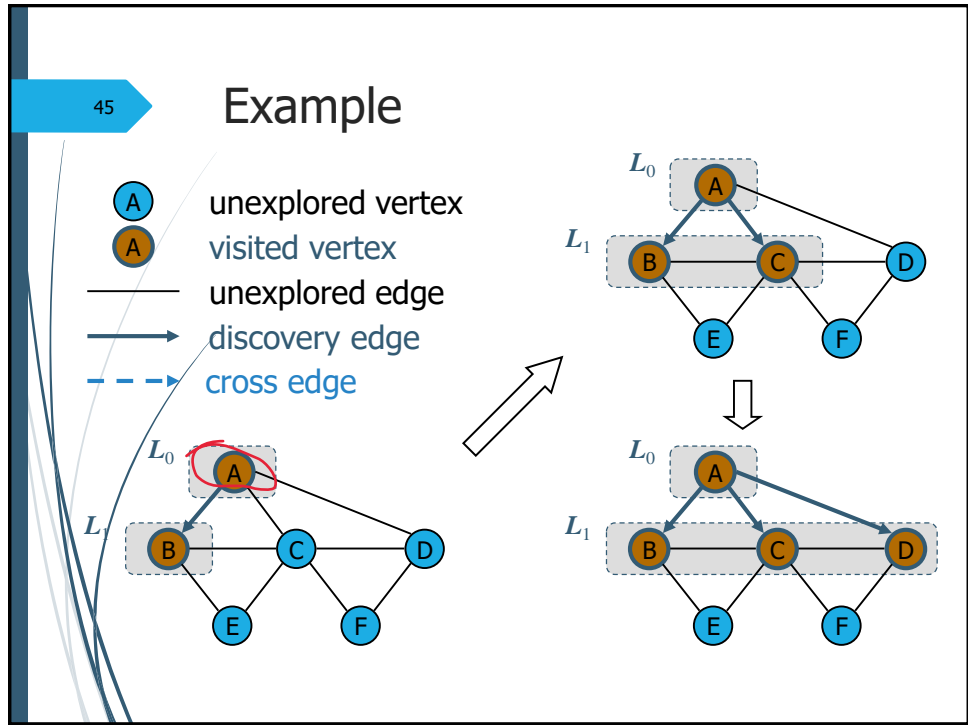 45
Example
A unexplored vertex
A visited vertex
unexplored edge
discovery edge
cross edge
L0
A
L1
B C D
E F
L0
A
L1
B C D
E F
L0
A
L1
B C D
E F